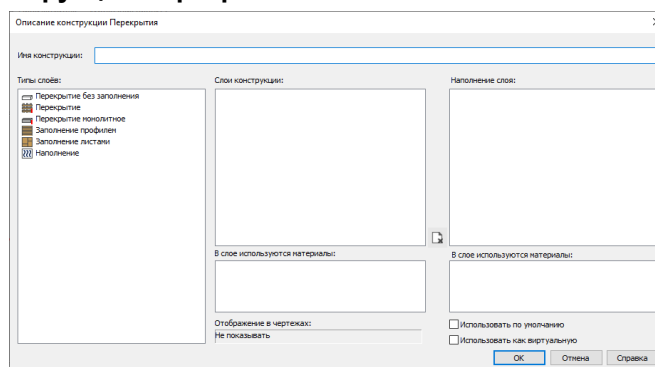 Описание конструкции Перекрытия
Имя конструкции:
Типы слоёв:
Перекрытие без заполнения
Перекрытие
Перекрытие монолитное
Заполнение профилем
Заполнение листами
Наполнение
Слои конструкции:
В слое используются материалы:
Отображение в чертежах:
Не показывать
Наполнение слоя:
В слое используются материалы:
Использовать по умолчанию
Использовать как виртуальную
ОК
Отмена
Справка